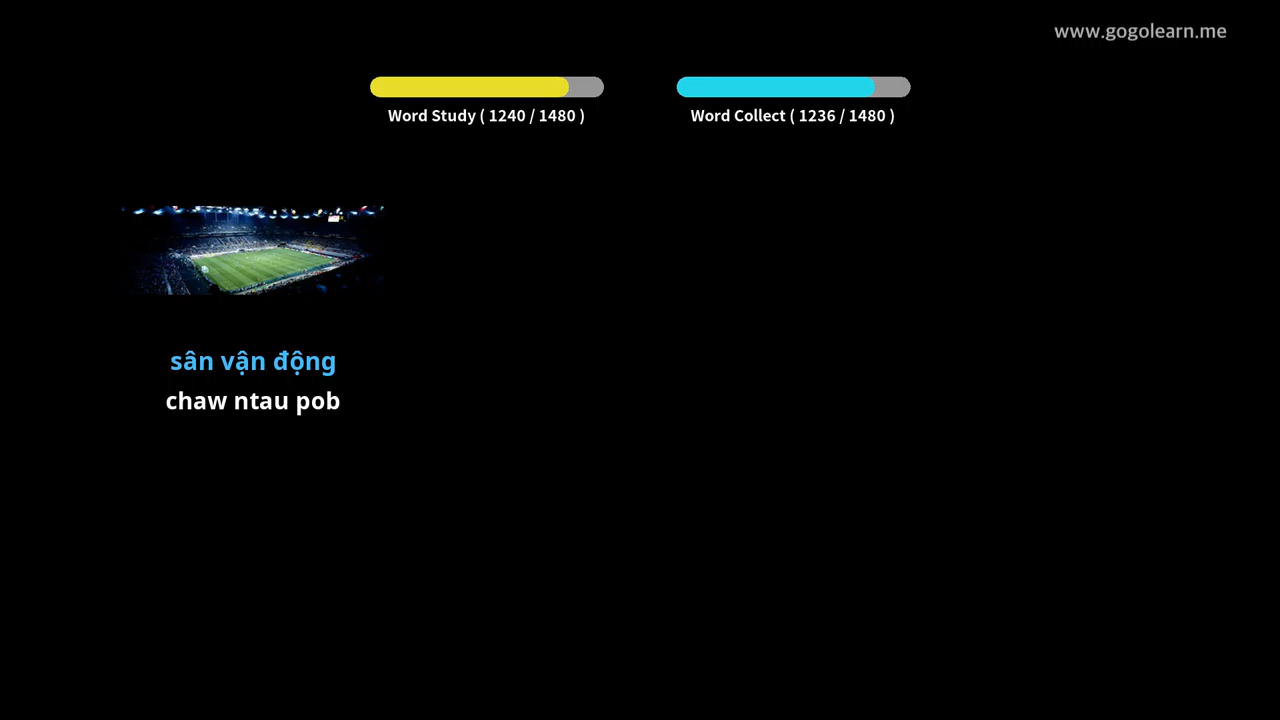 www.gogolearn.me
Word Study ( 1240 / 1480 )
Word Collect ( 1236 / 1480 )
sân vận động
chaw ntau pob